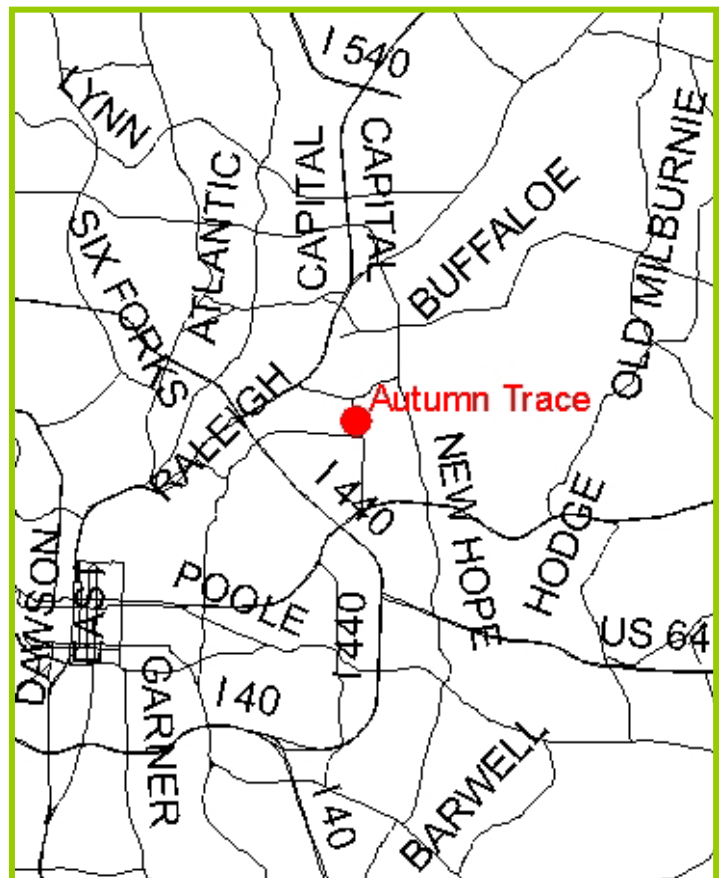 I 540
LYNN
CAPITAL
CAPITAL
ATLANTIC
OLD MILBURNIE
BUFFALOE
SIX FORKS
RALEIGH
Autumn Trace
I 440
NEW HOPE
HODGE
DAWSON
EAST
POOLE
I 440
US 64
GARNER
I 40
I 40
BARWELL